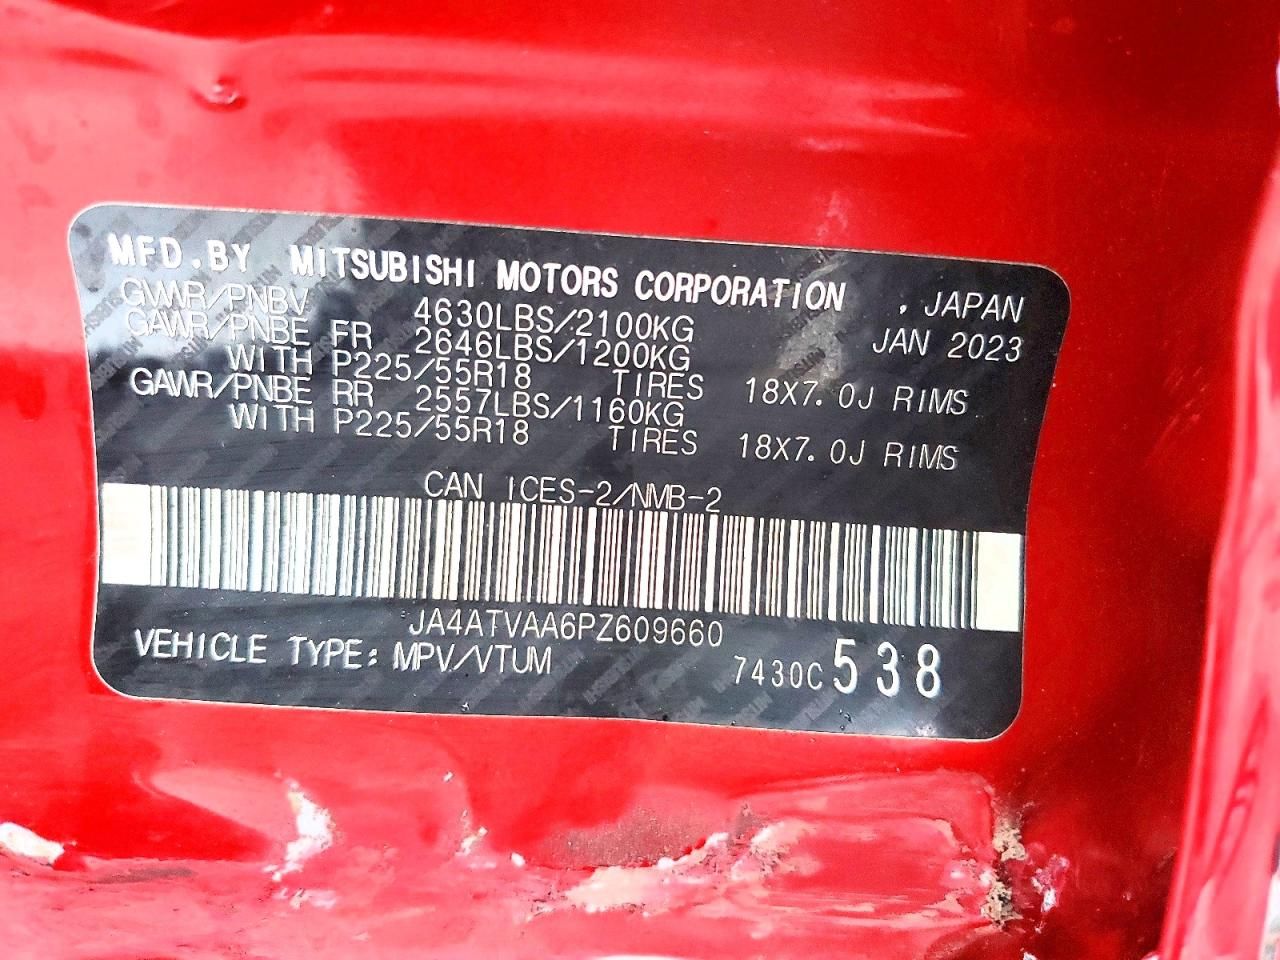 MFD.BY MITSUBISHI MOTORS CORPORATION , JAPAN
GVWR/PNBV 4630LBS/2100KG JAN 2023
GAWR/PNBE FR 2646LBS/1200KG
WITH P225/55R18 TIRES 18X7.0J RIMS
GAWR/PNBE RR 2557LBS/1160KG
WITH P225/55R18 TIRES 18X7.0J RIMS
CAN ICES-2/NMB-2
JA4ATVAA6PZ609660
VEHICLE TYPE: MPV/VTUM 7430C 538